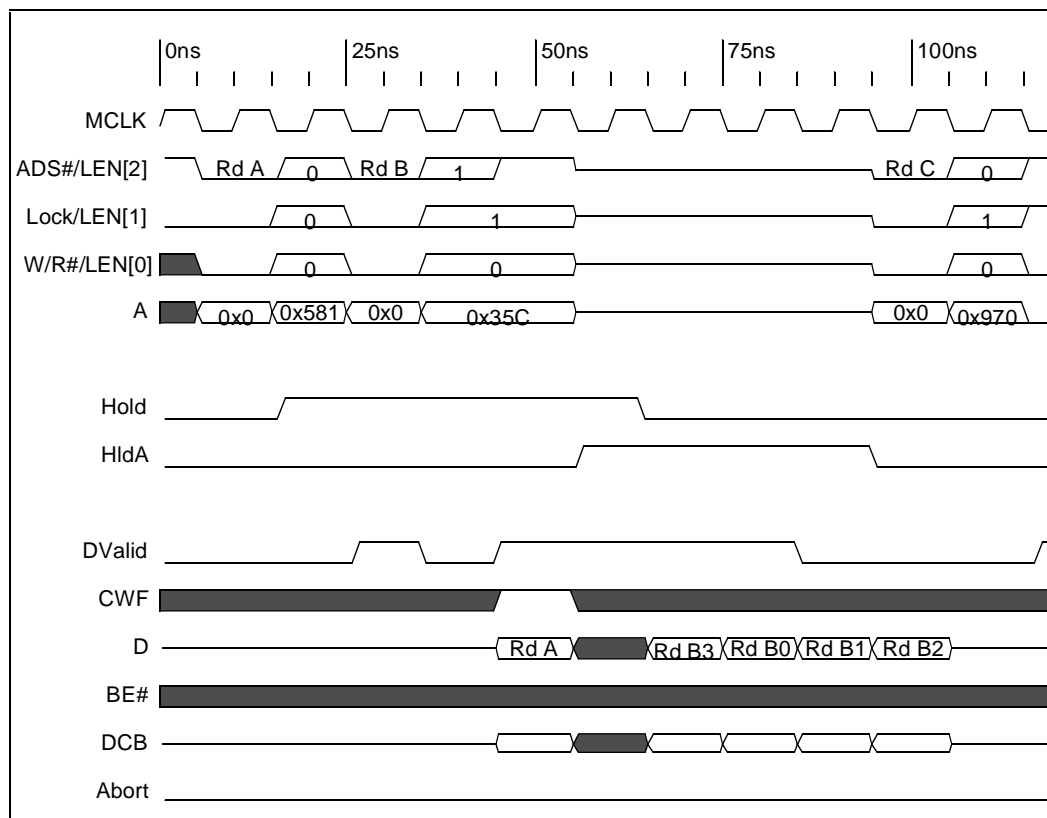 0ns 25ns 50ns 75ns 100ns
MCLK
ADS#/LEN[2] Rd A 0 Rd B 1 Rd C 0
Lock/LEN[1] 0 1 1
W/R#/LEN[0] 0 0 0
A 0x0 0x581 0x0 0x35C 0x0 0x970
Hold
HldA
DValid
CWF
D Rd A Rd B3 Rd B0 Rd B1 Rd B2
BE#
DCB
Abort